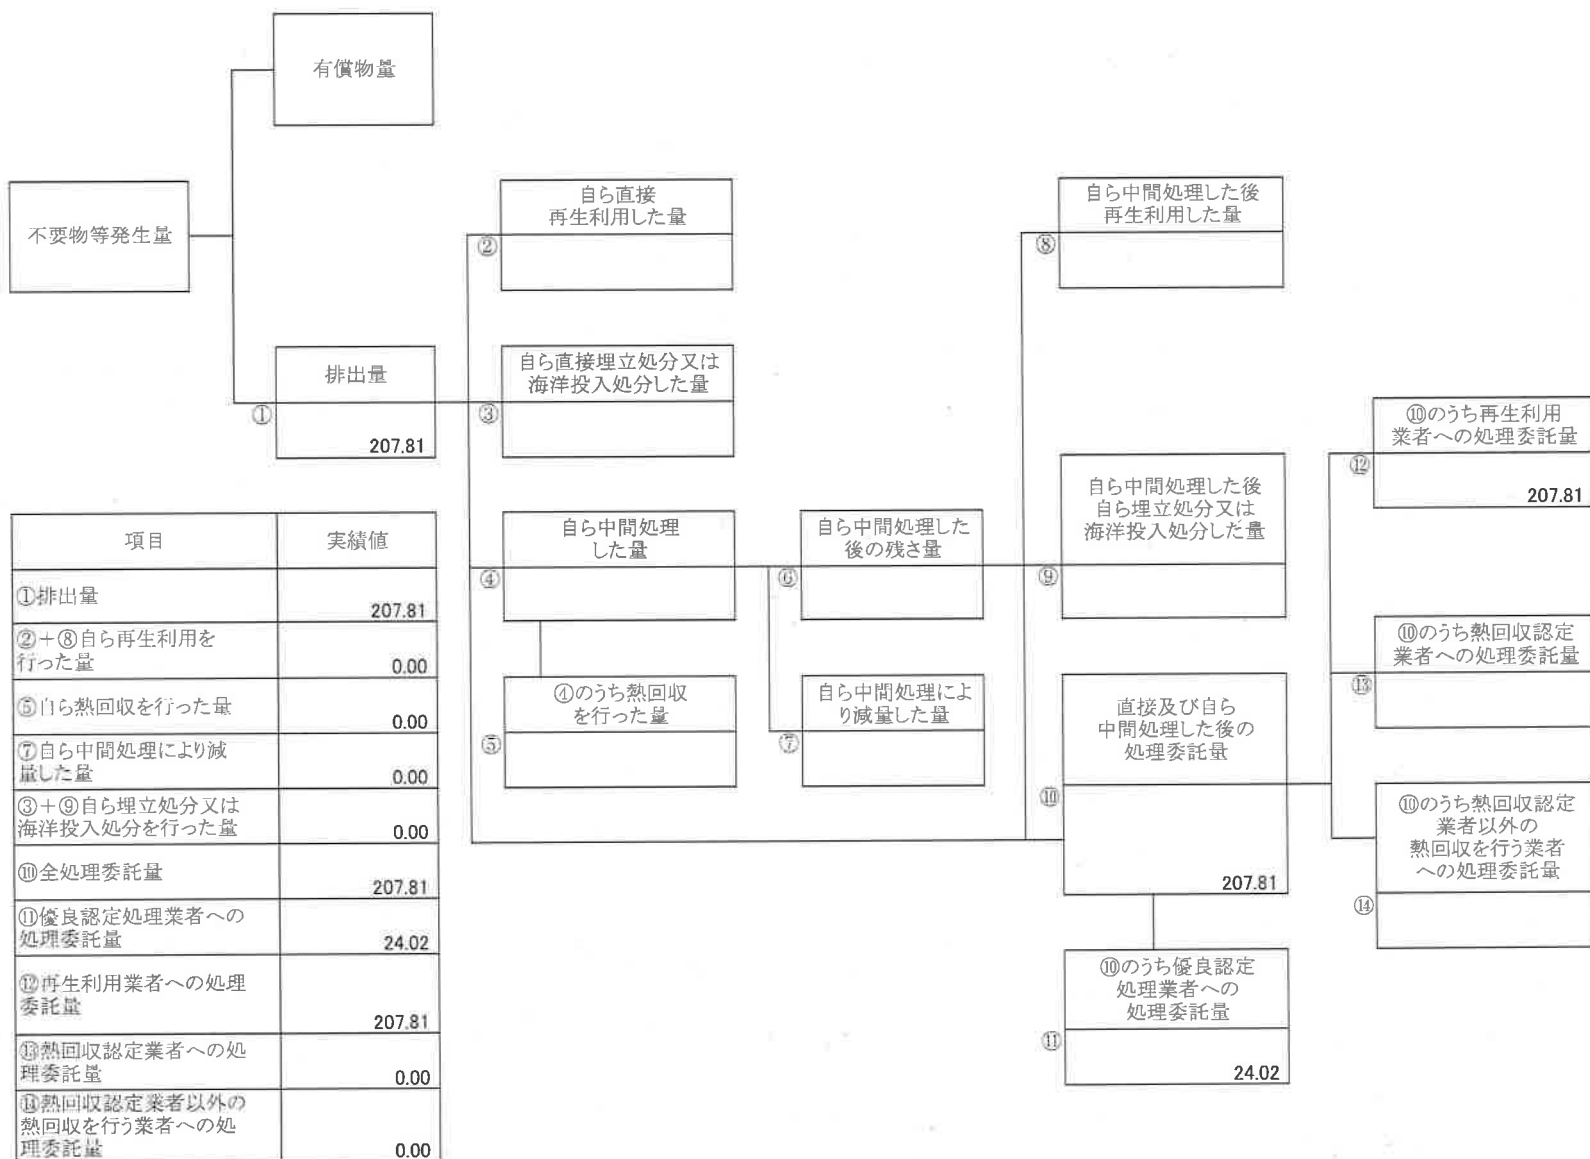 有償物量
不要物等発生量
排出量
①
207.81
自ら直接
再生利用した量
②
自ら直接埋立処分又は
海洋投入処分した量
③
自ら中間処理
した量
④
④のうち熱回収
を行った量
⑤
自ら中間処理した
後の残さ量
⑥
自ら中間処理によ
り減量した量
⑦
自ら中間処理した後
再生利用した量
⑧
自ら中間処理した後
自ら埋立処分又は
海洋投入処分した量
⑨
直接及び自ら
中間処理した後の
処理委託量
⑩
207.81
⑩のうち優良認定
処理業者への
処理委託量
⑪
24.02
⑩のうち再生利用
業者への処理委託量
⑫
207.81
⑩のうち熱回収認定
業者への処理委託量
⑬
⑩のうち熱回収認定
業者以外の
熱回収を行う業者
への処理委託量
⑭
項目 実績値
①排出量
207.81
②+⑧自ら再生利用を
行った量 0.00
⑤自ら熱回収を行った量
0.00
⑦自ら中間処理により減
量した量 0.00
③+⑨自ら埋立処分又は
海洋投入処分を行った量 0.00
⑩全処理委託量
207.81
⑪優良認定処理業者への
処理委託量 24.02
⑫再生利用業者への処理
委託量
207.81
⑬熱回収認定業者への処
理委託量 0.00
⑭熱回収認定業者以外の
熱回収を行う業者への処
理委託量 0.00